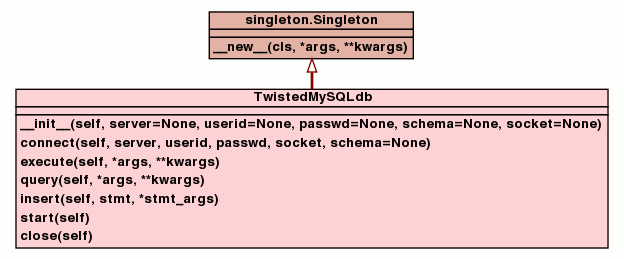 singleton.Singleton
__new__(cls, *args, **kwargs)
TwistedMySQLdb
__init__(self, server=None, userid=None, passwd=None, schema=None, socket=None)
connect(self, server, userid, passwd, socket, schema=None)
execute(self, *args, **kwargs)
query(self, *args, **kwargs)
insert(self, stmt, *stmt_args)
start(self)
close(self)